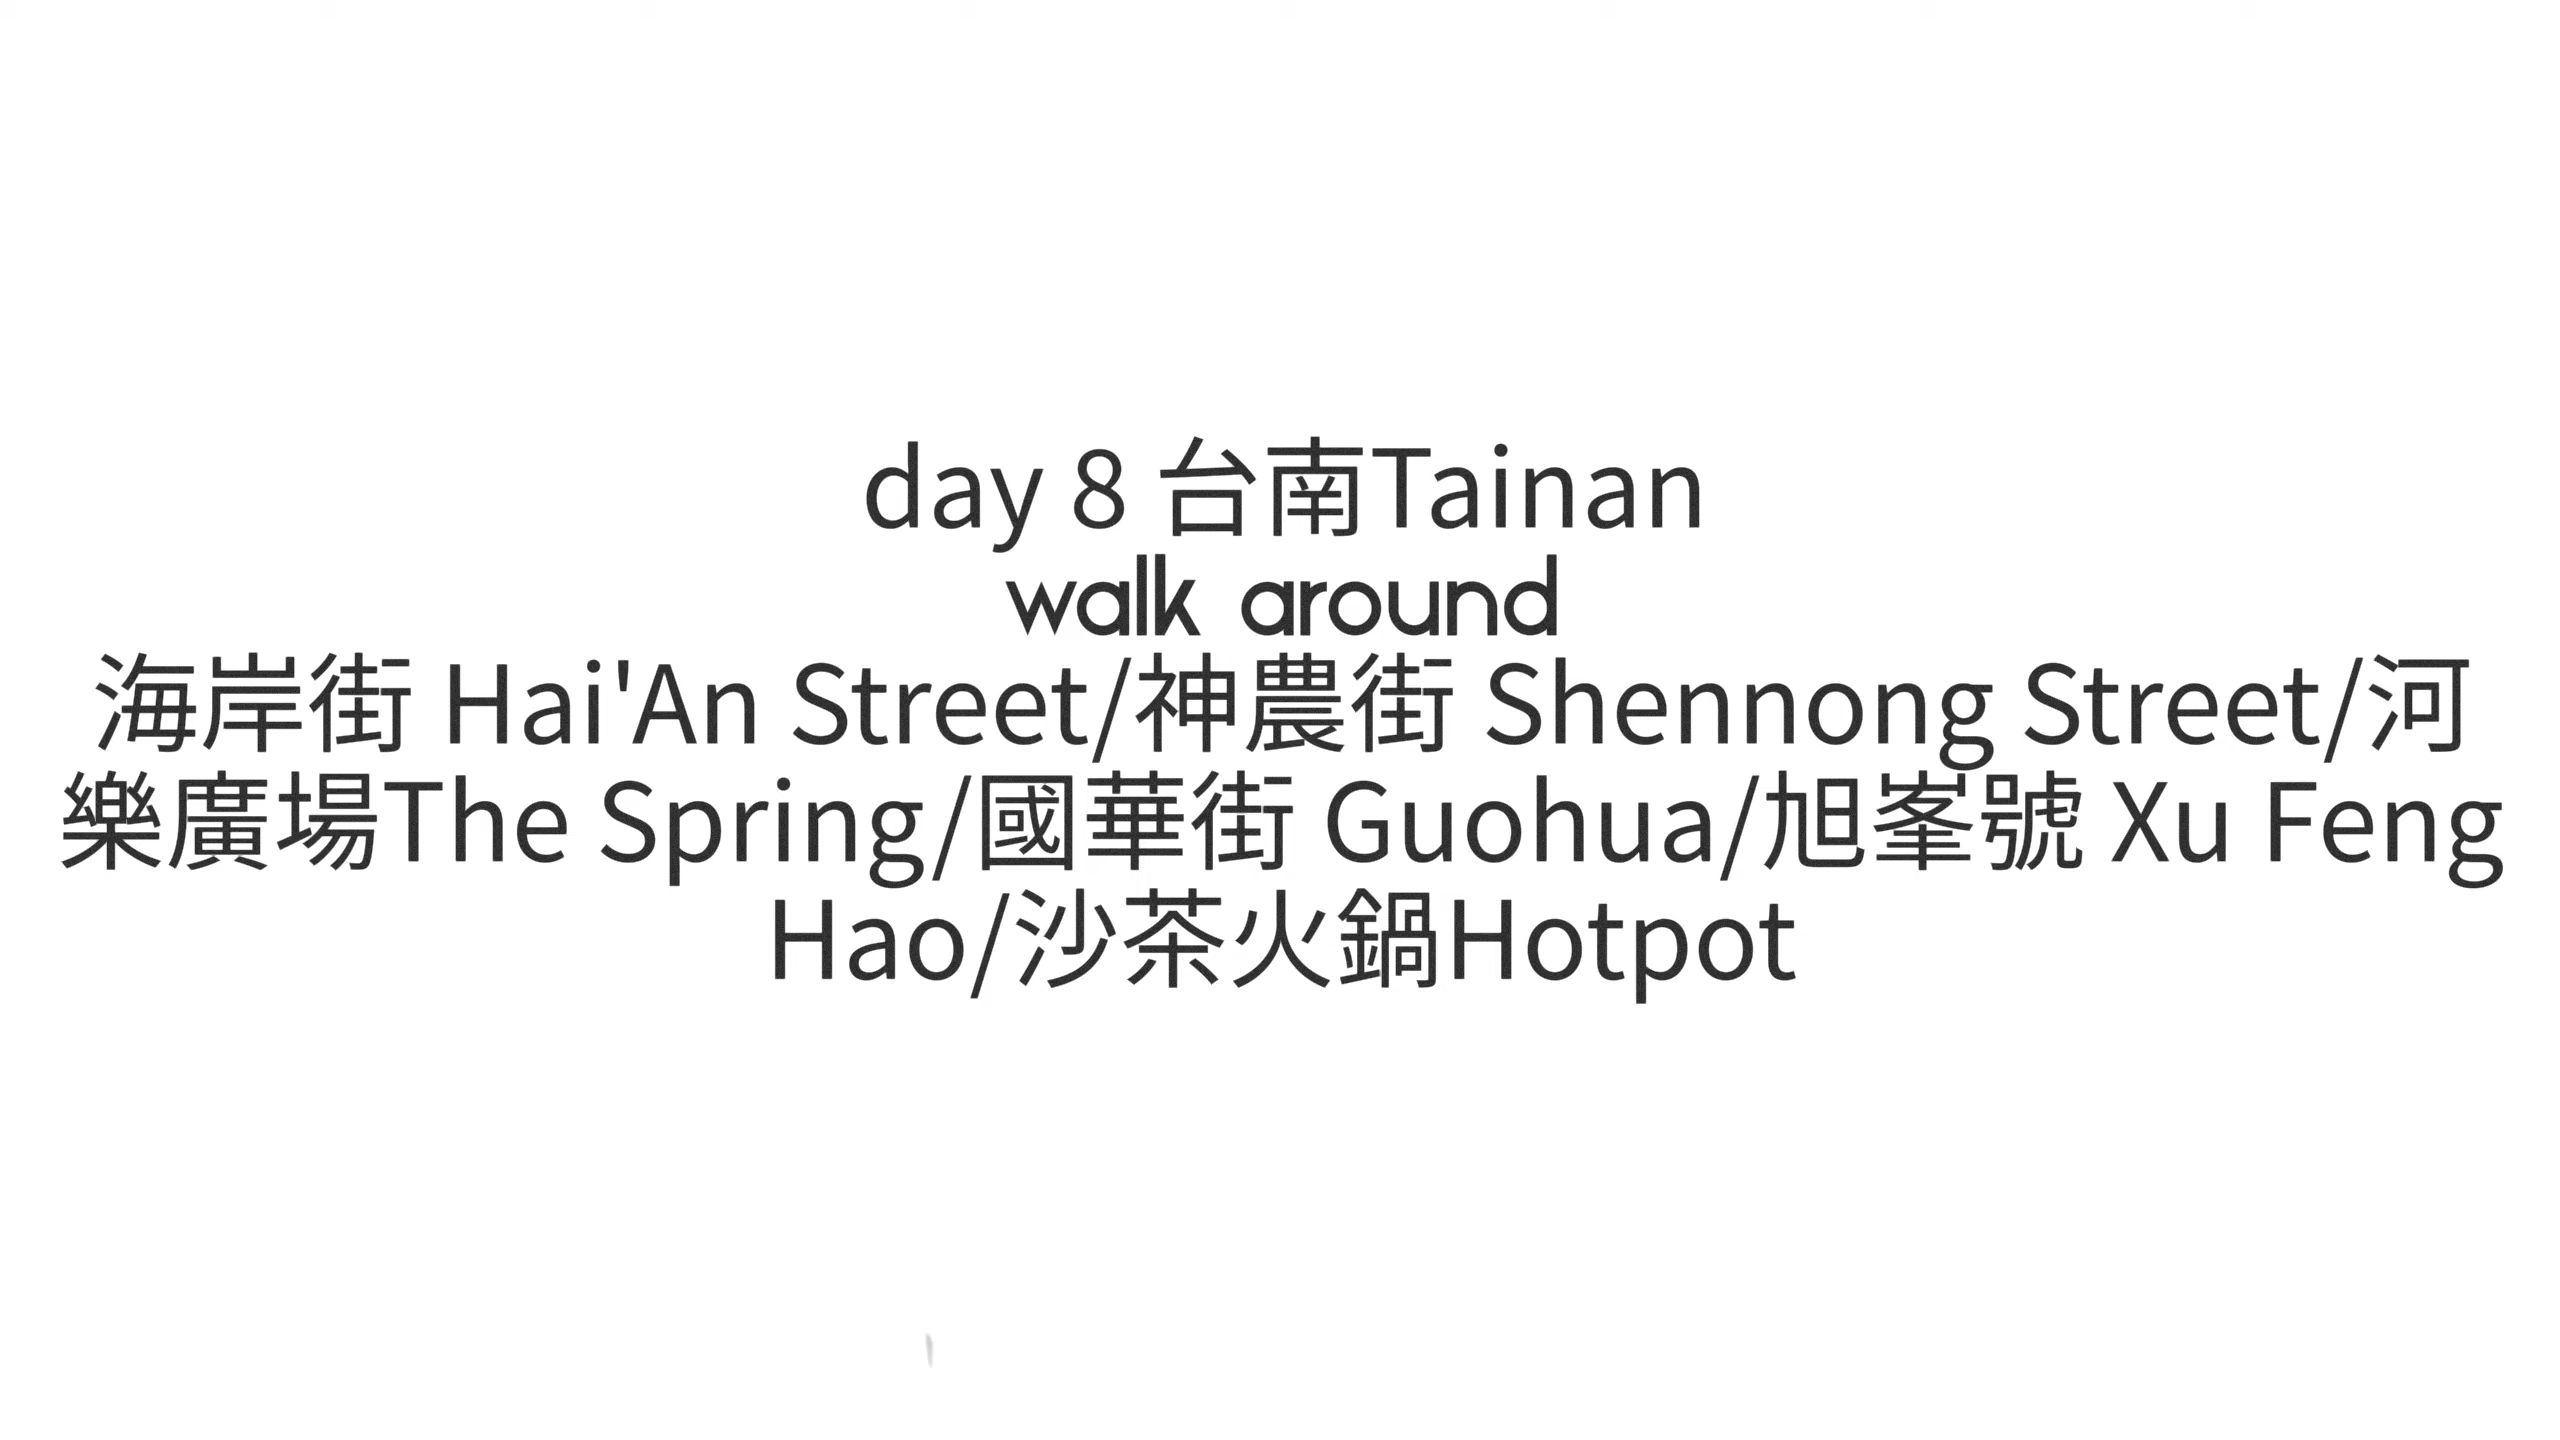 day 8 台南Tainan
walk around
海岸街 Hai'An Street/神農街 Shennong Street/河
樂廣場The Spring/國華街 Guohua/旭峯號 Xu Feng
Hao/沙茶火鍋Hotpot